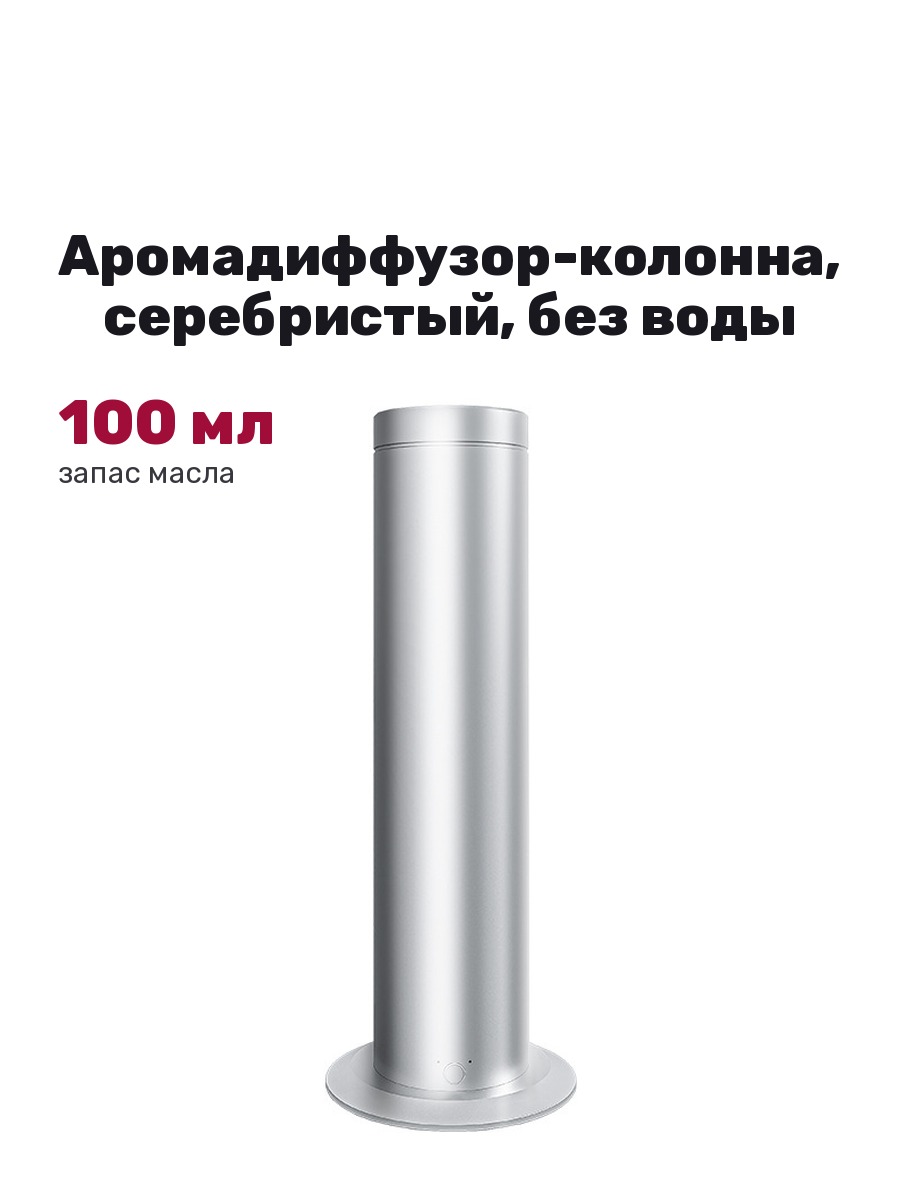 Аромадиффузор-колонна,
серебристый, без воды
100 мл
запас масла